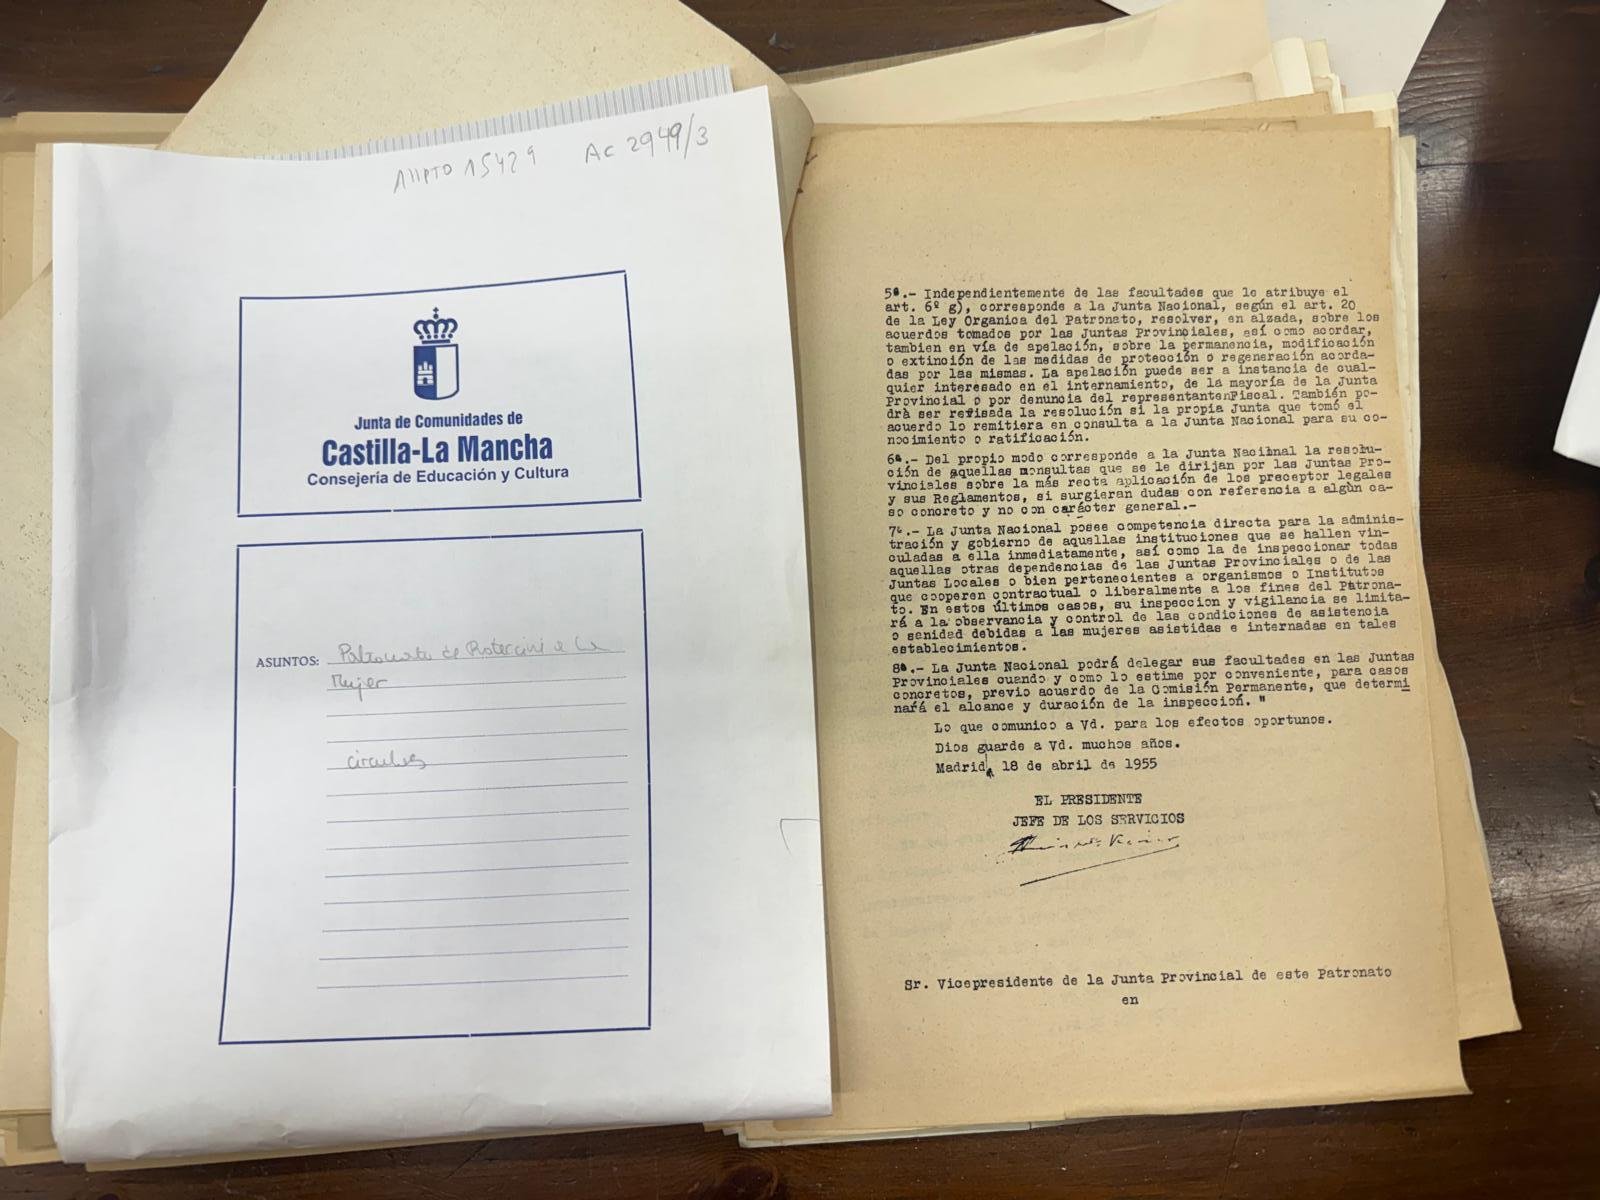 AC 2949/3
Junta de Comunidades de
Castilla-La Mancha
Consejería de Educación y Cultura
ASUNTOS: Patronato de Protección a la
Mujer
circulares
5ª.- Independientemente de las facultades que le atribuye el
art. 6º g), corresponde a la Junta Nacional, según el art. 20
de la Ley Organica del Patronato, resolver, en alzada, sobre los
acuerdos tomados por las Juntas Provinciales, así como acordar,
tambien en vía de apelación, sobre la permanencia, modificación
o extinción de las medidas de protección o regeneración acorda-
das por las mismas. La apelación puede ser a instancia de cual-
quier interesado en el internamiento, de la mayoría de la Junta
Provincial o por denuncia del representante Fiscal. También po-
drà ser revisada la resolución si la propia Junta que tomó el
acuerdo lo remitiera en consulta a la Junta Nacional para su co-
nocimiento o ratificación.
6ª.- Del propio modo corresponde a la Junta Nacional la resolu-
ción de aquellas consultas que se le dirijan por las Juntas Pro-
vinciales sobre la más recta aplicación de los preceptor legales
y sus Reglamentos, si surgieran dudas con referencia a algún ca-
so concreto y no con carácter general.-
7ª.- La Junta Nacional posee competencia directa para la adminis-
tración y gobierno de aquellas instituciones que se hallen vin-
culadas a ella inmediatamente, así como la de inspeccionar todas
aquellas otras dependencias de las Juntas Provinciales o de las
Juntas Locales o bien pertenecientes a organismos o Institutos
que cooperen contractual o liberalmente a los fines del Patrona-
to. En estos últimos casos, su inspeccion y vigilancia se limita-
rá a la observancia y control de las condiciones de asistencia
o sanidad debidas a las mujeres asistidas e internadas en tales
establecimientos.
8ª.- La Junta Nacional podrá delegar sus facultades en las Juntas
Provinciales cuando y como lo estime por conveniente, para casos
concretos, previo acuerdo de la Comisión Permanente, que determi
nará el alcance y duración de la inspección. "
Lo que comunico a Vd. para los efectos oportunos.
Dios guarde a Vd. muchos años.
Madrid, 18 de abril de 1955
EL PRESIDENTE
JEFE DE LOS SERVICIOS
Sr. Vicepresidente de la Junta Provincial de este Patronato
en